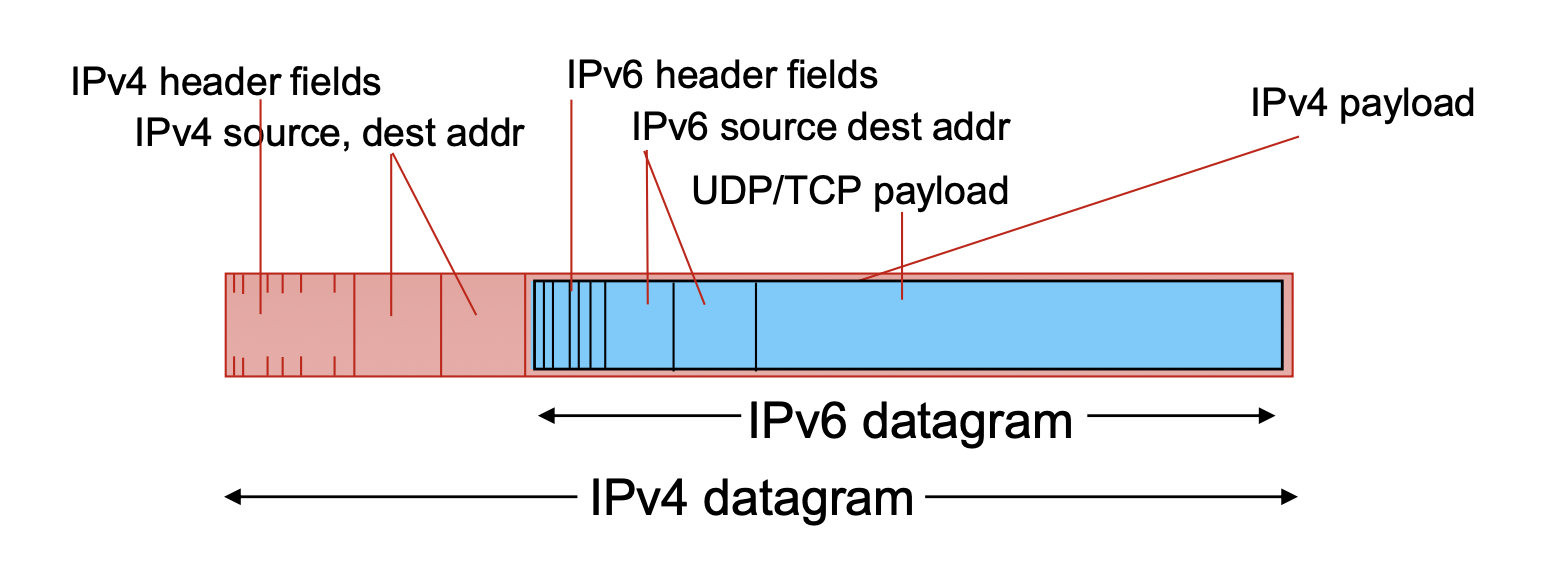 IPv4 header fields
IPv4 source, dest addr
IPv6 header fields
IPv6 source dest addr
UDP/TCP payload
IPv4 payload
IPv6 datagram
IPv4 datagram